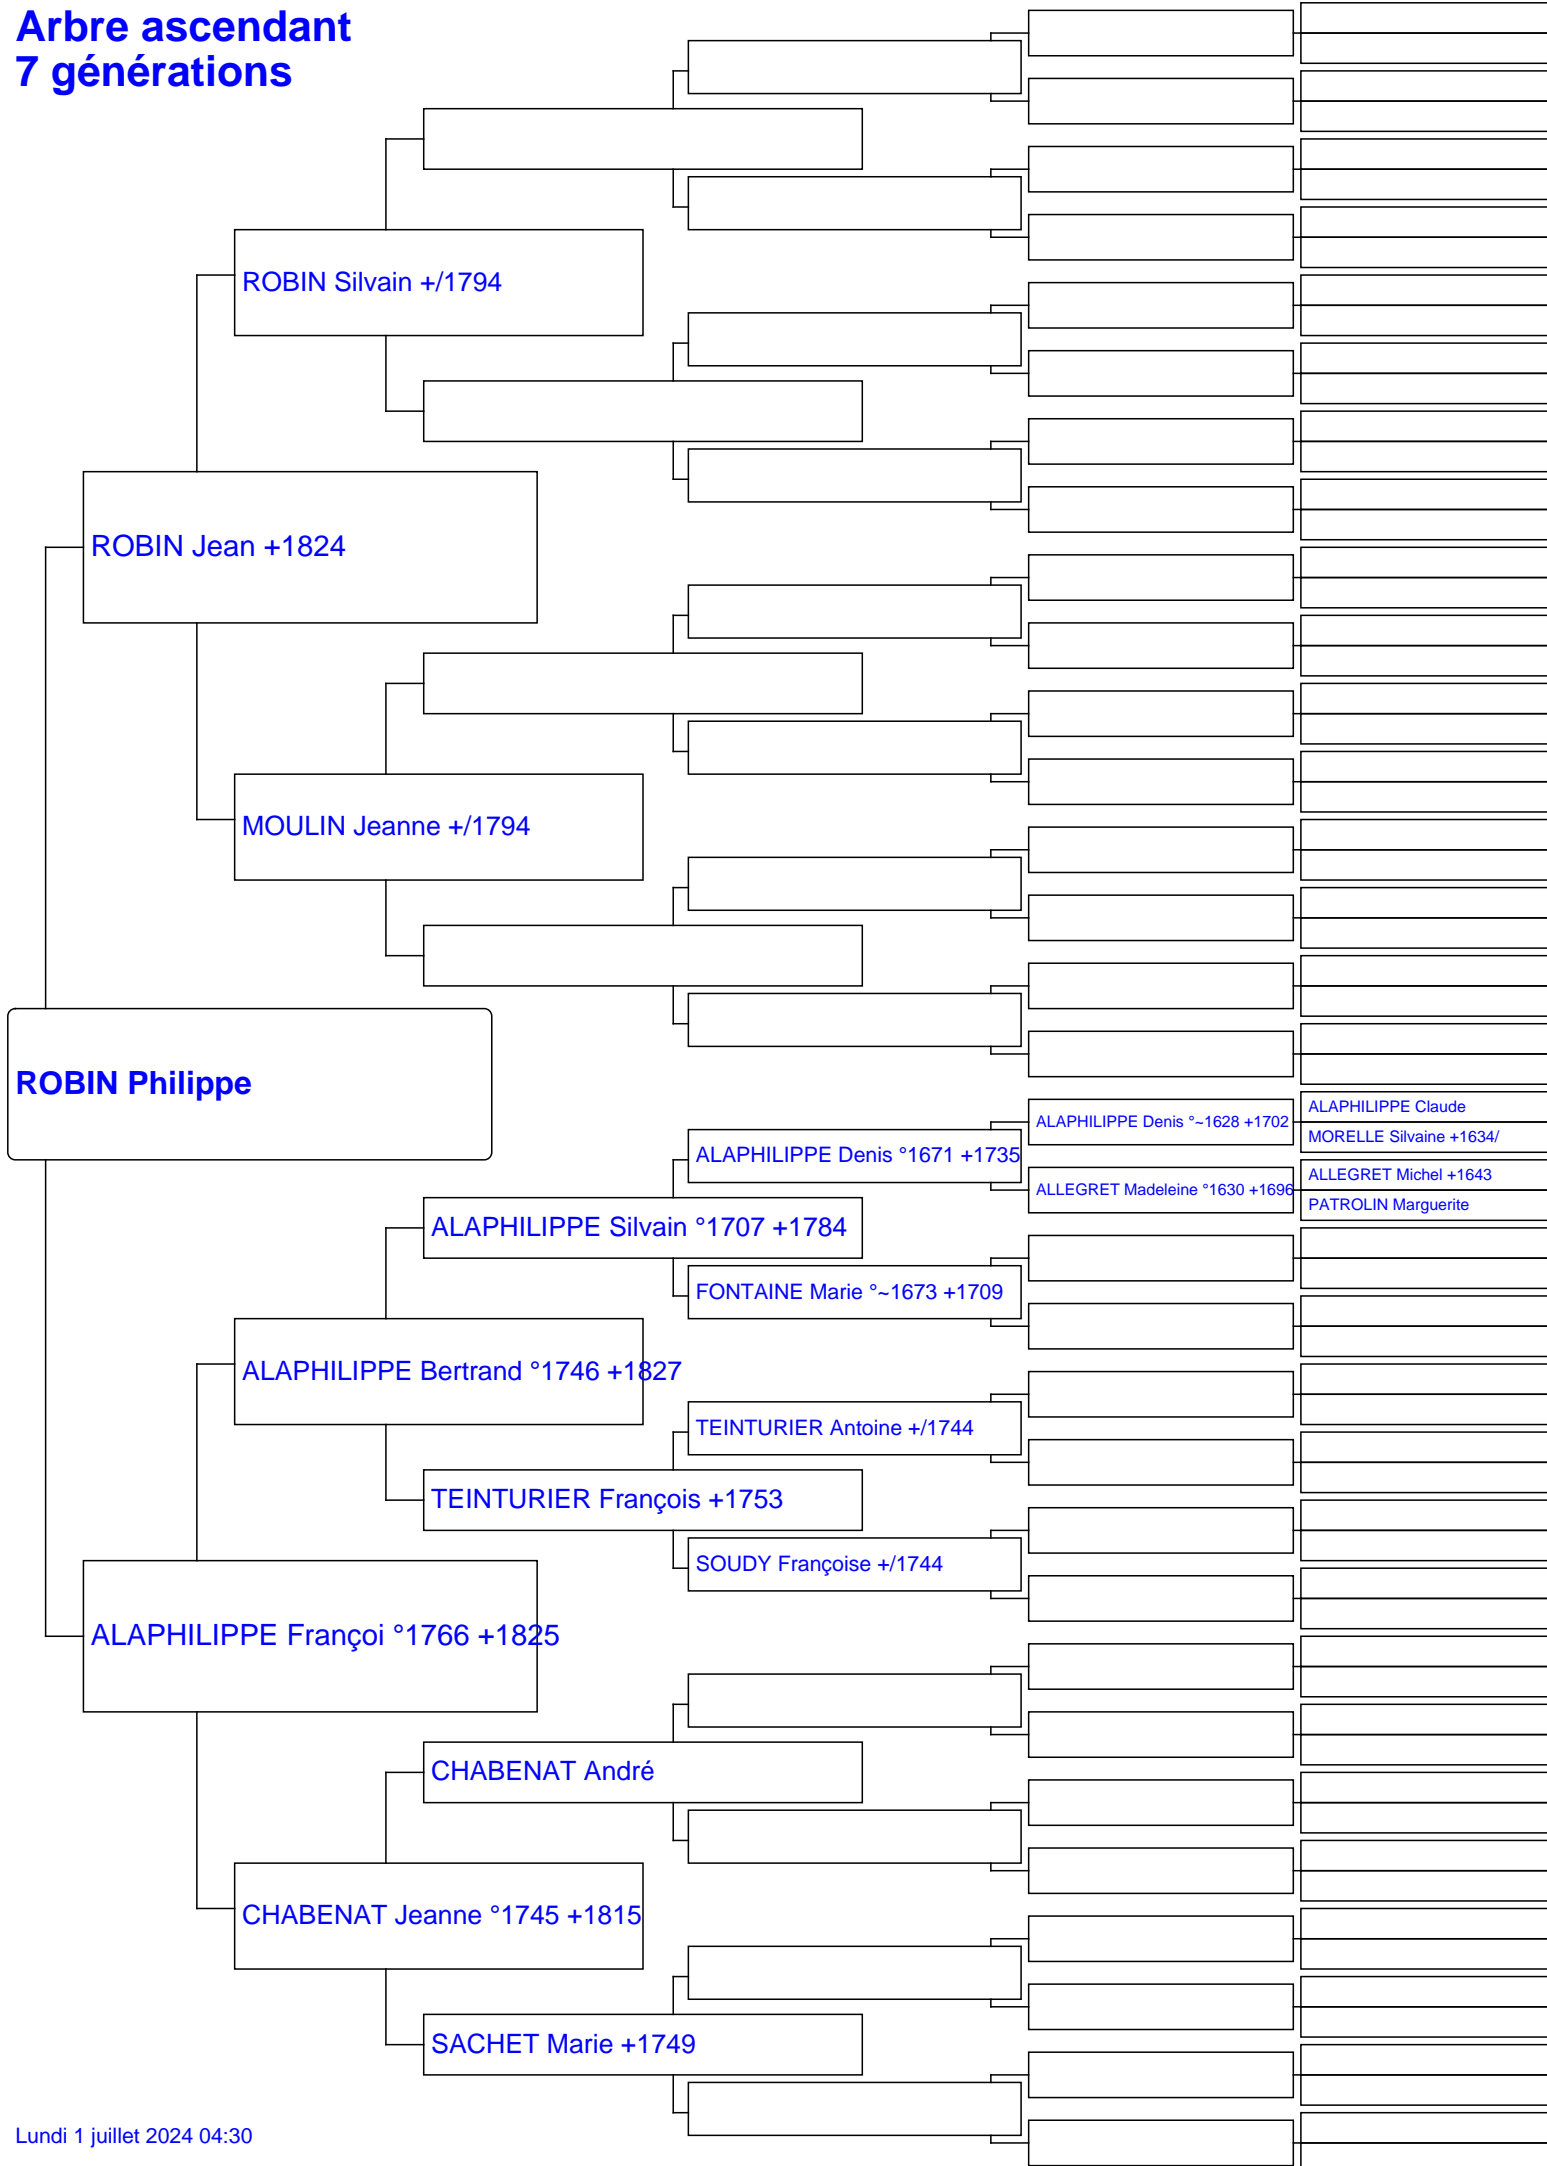 Arbre ascendant
7 générations
ROBIN Silvain +/1794
ROBIN Jean +1824
MOULIN Jeanne +/1794
ROBIN Philippe
ALAPHILIPPE Claude
ALAPHILIPPE Denis °~1628 +1702
MORELLE Silvaine +1634/
ALAPHILIPPE Denis °1671 +1735
ALLEGRET Michel +1643
ALLEGRET Madeleine °1630 +1696
PATROLIN Marguerite
ALAPHILIPPE Silvain °1707 +1784
FONTAINE Marie °~1673 +1709
ALAPHILIPPE Bertrand °1746 +1827
TEINTURIER Antoine +/1744
TEINTURIER François +1753
SOUDY Françoise +/1744
ALAPHILIPPE Françoi °1766 +1825
CHABENAT André
CHABENAT Jeanne °1745 +1815
SACHET Marie +1749
Lundi 1 juillet 2024 04:30